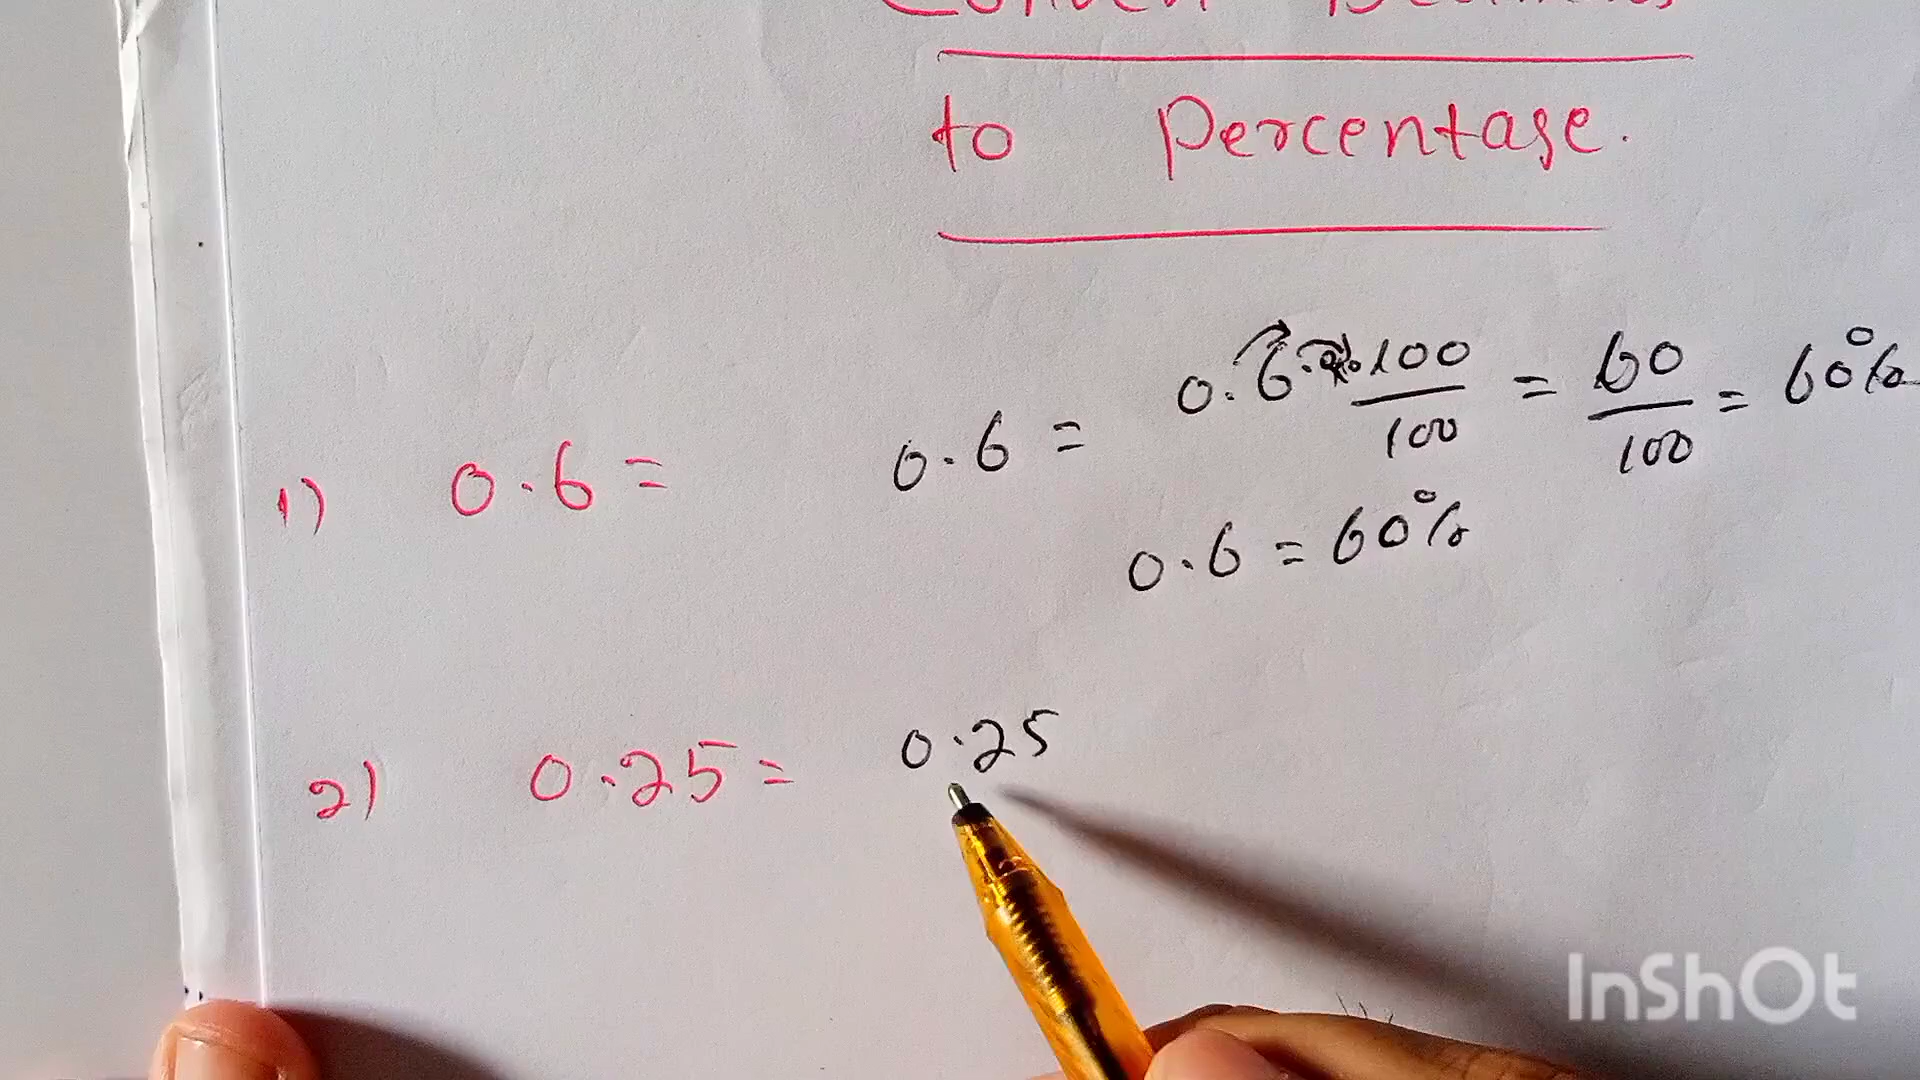 to Percentage.
1) 0.6 = 0.6 = 0.6 × 100 / 100 = 60 / 100 = 60%
0.6 = 60%
2) 0.25 = 0.25
InShOt